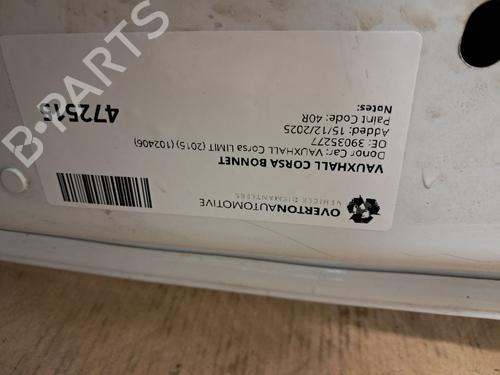 OVERTONAUTOMOTIVE
VEHICLE DISMANTLERS
VAUXHALL CORSA BONNET
Donor Car: VAUXHALL Corsa LIMIT (2015) (102406)
OE: 39035277
Added: 15/12/2025
Paint Code: 40R
Notes:
472515
B-PARTS